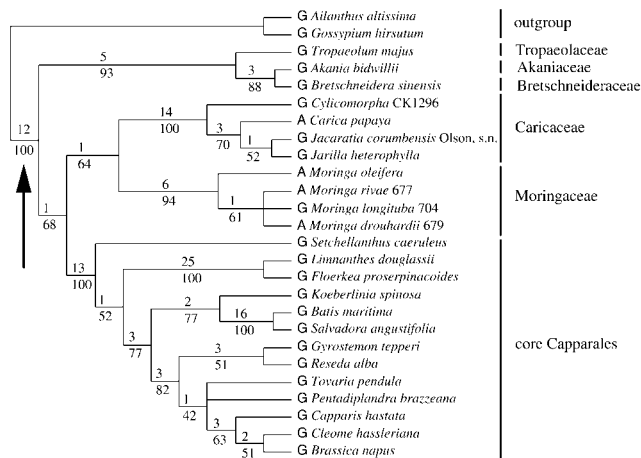 G Ailanthus altissima
outgroup
G Gossypium hirsutum
5
G Tropaeolum majus
Tropaeolaceae
93
3
G Akania bidwillii
Akaniaceae
88
G Bretschneidera sinensis
Bretschneideraceae
14
G Cylicomorpha CK1296
100
3
A Carica papaya
Caricaceae
12
70
1
G Jacaratia corumbensis Olson, s.n.
100
1
52
G Jarilla heterophylla
64
A Moringa oleifera
6
A Moringa rivae 677
Moringaceae
94
1
G Moringa longituba 704
1
61
A Moringa drouhardii 679
68
G Setchellanthus caeruleus
13
25
G Limnanthes douglassii
100
100
G Floerkea proserpinacoides
1
2
G Koeberlinia spinosa
52
77
16
G Batis maritima
3
100
G Salvadora angustifolia
core Capparales
77
3
G Gyrostemon tepperi
3
51
G Reseda alba
82
G Tovaria pendula
1
G Pentadiplandra brazzeana
42
3
G Capparis hastata
63
2
G Cleome hassleriana
51
G Brassica napus